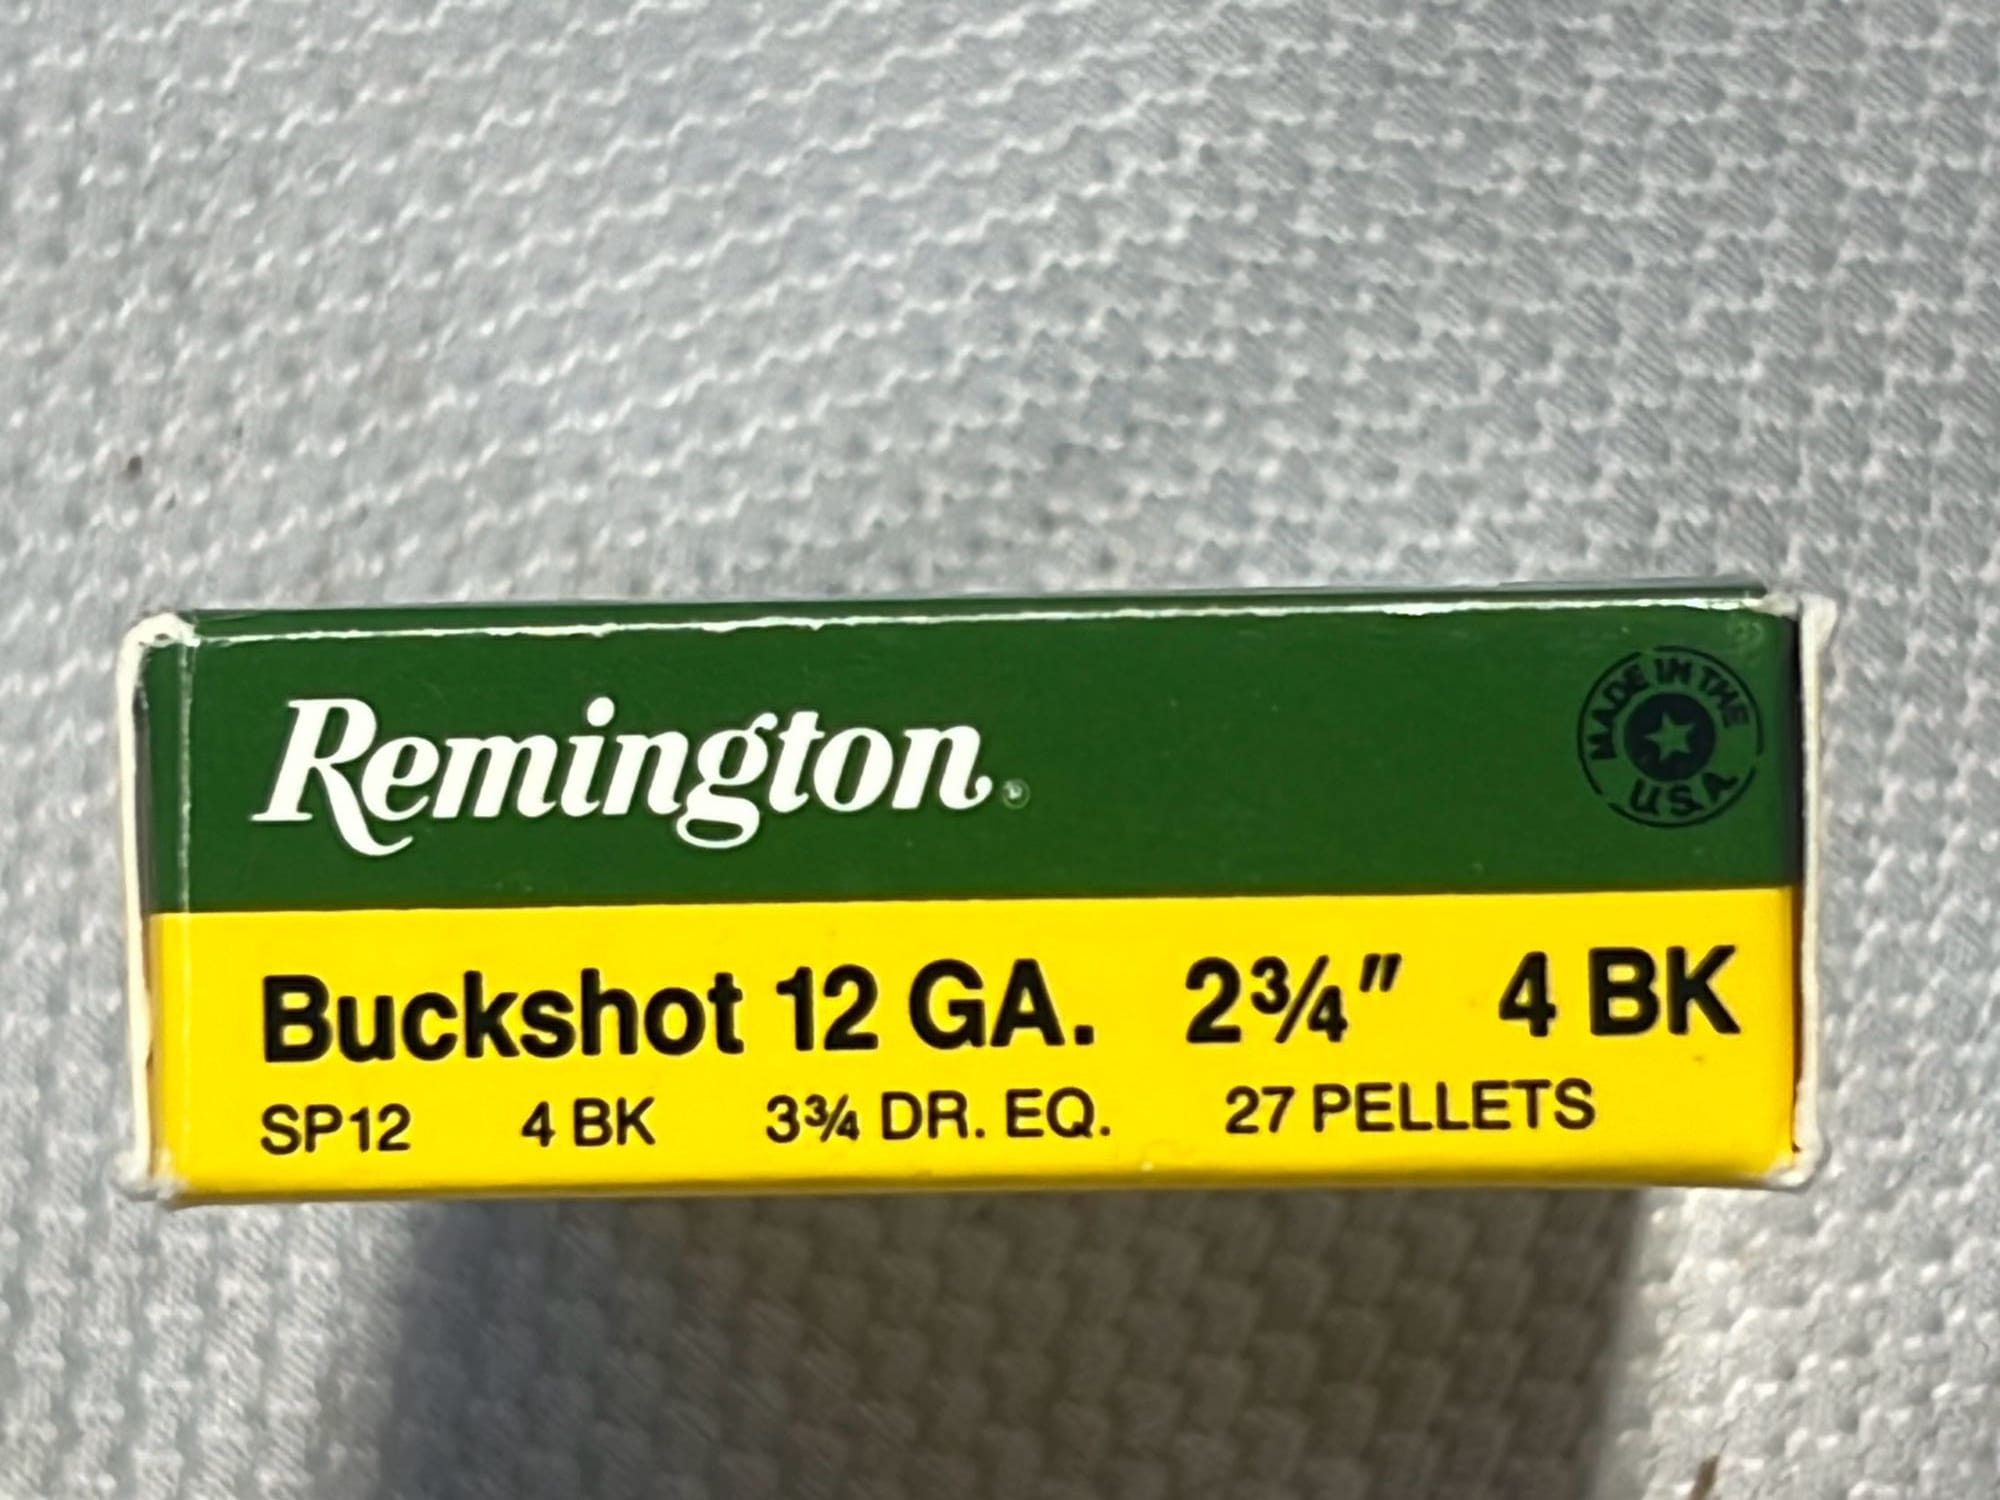 Remington®
MADE IN THE U.S.A.
Buckshot 12 GA. 2¾" 4 BK
SP12 4 BK 3¾ DR. EQ. 27 PELLETS